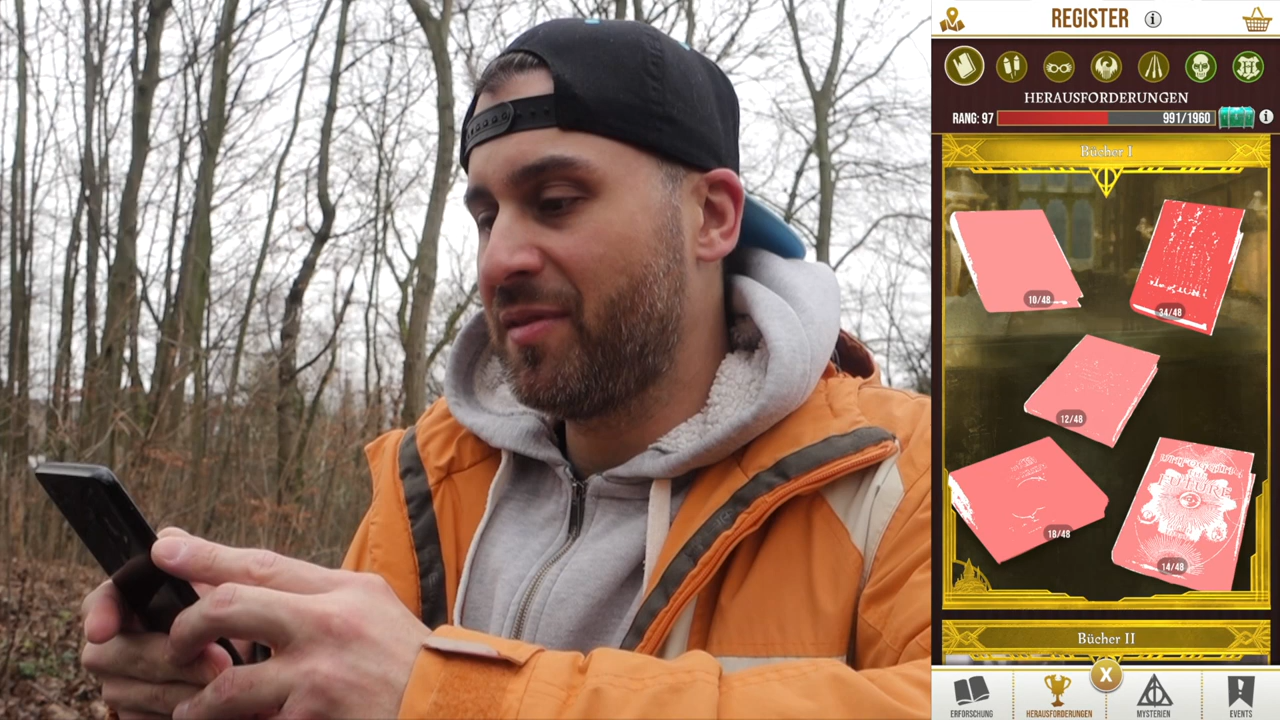 REGISTER
i
HERAUSFORDERUNGEN
RANG: 97
991/1960
i
Bücher I
10/48
34/48
12/48
18/48
FUTURE
14/48
Bücher II
X
ERFORSCHUNG
HERAUSFORDERUNGEN
MYSTERIEN
EVENTS